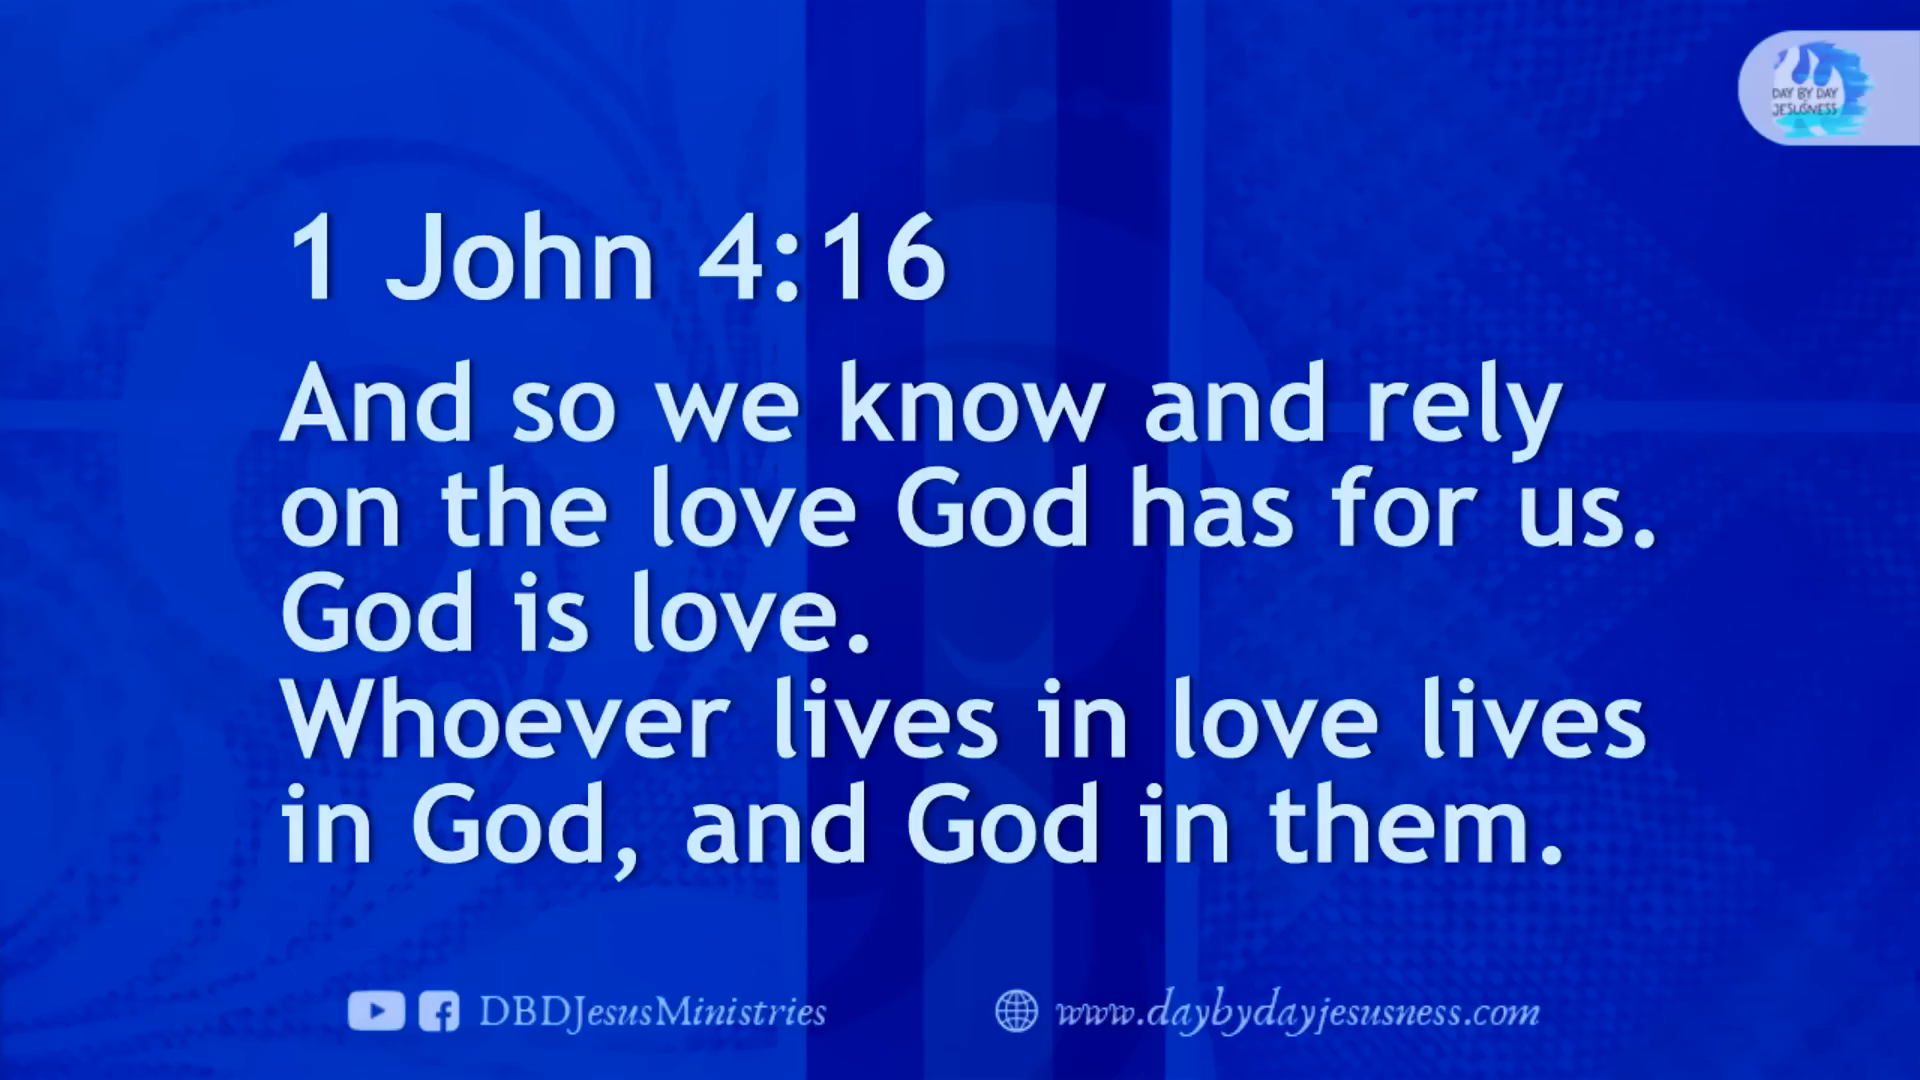 DAY BY DAY
JESUSNESS
1 John 4:16
And so we know and rely
on the love God has for us.
God is love.
Whoever lives in love lives
in God, and God in them.
DBDJesusMinistries
www.daybydayjesusness.com